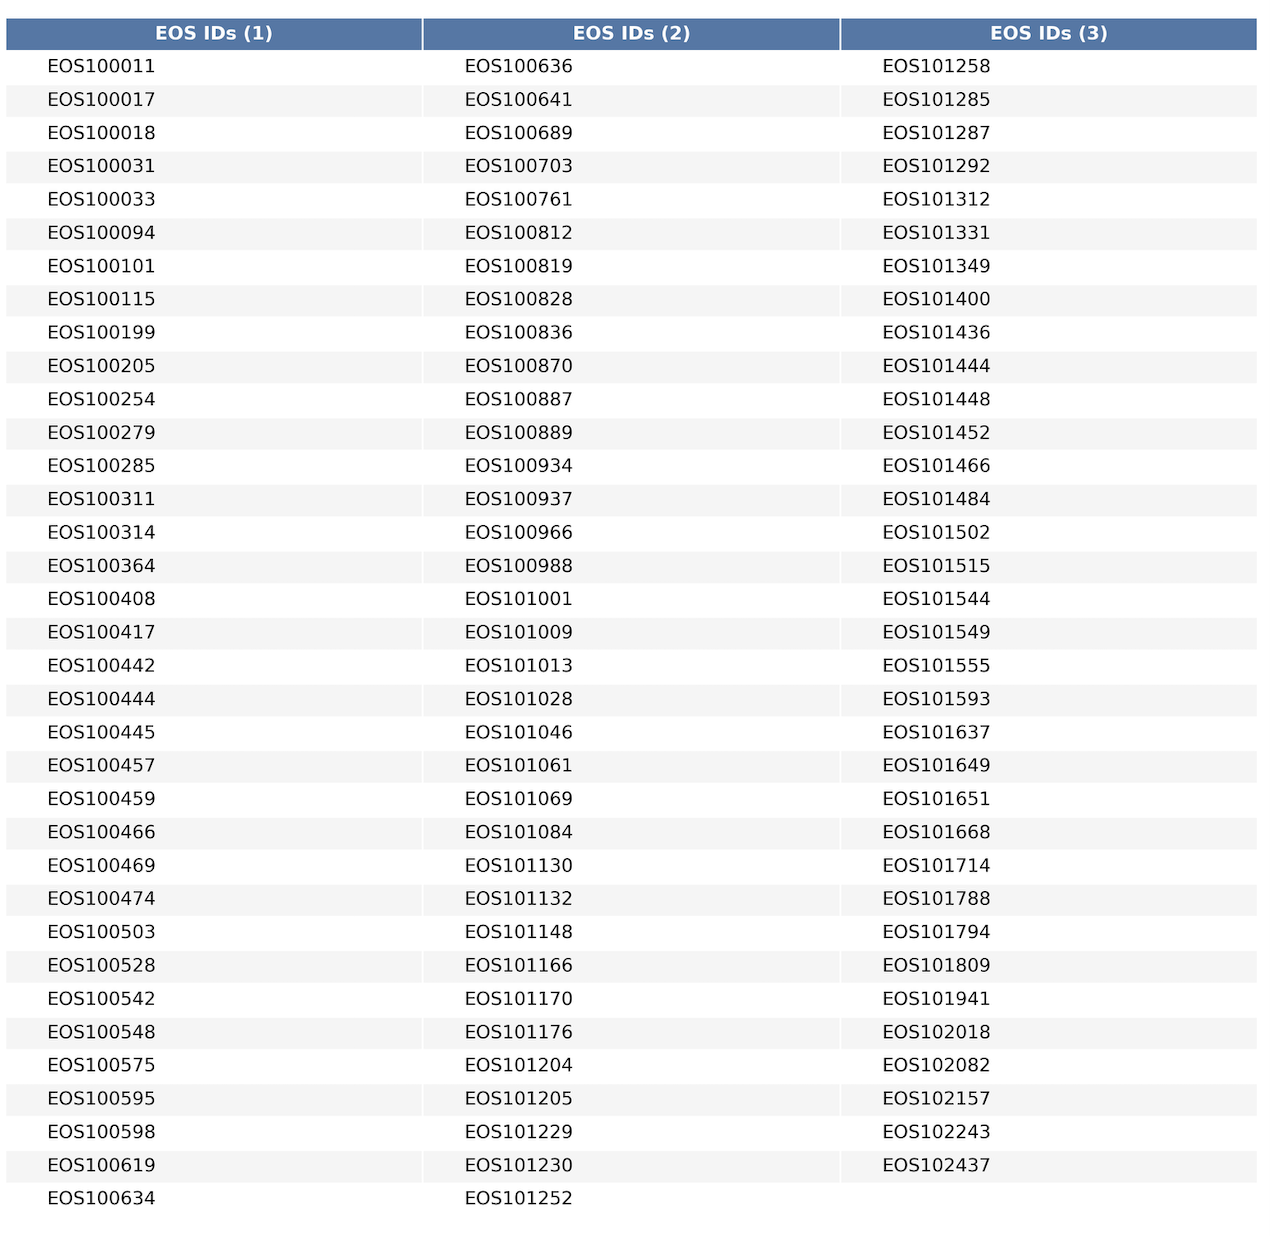 EOS IDs (1) EOS IDs (2) EOS IDs (3)
EOS100011 EOS100636 EOS101258
EOS100017 EOS100641 EOS101285
EOS100018 EOS100689 EOS101287
EOS100031 EOS100703 EOS101292
EOS100033 EOS100761 EOS101312
EOS100094 EOS100812 EOS101331
EOS100101 EOS100819 EOS101349
EOS100115 EOS100828 EOS101400
EOS100199 EOS100836 EOS101436
EOS100205 EOS100870 EOS101444
EOS100254 EOS100887 EOS101448
EOS100279 EOS100889 EOS101452
EOS100285 EOS100934 EOS101466
EOS100311 EOS100937 EOS101484
EOS100314 EOS100966 EOS101502
EOS100364 EOS100988 EOS101515
EOS100408 EOS101001 EOS101544
EOS100417 EOS101009 EOS101549
EOS100442 EOS101013 EOS101555
EOS100444 EOS101028 EOS101593
EOS100445 EOS101046 EOS101637
EOS100457 EOS101061 EOS101649
EOS100459 EOS101069 EOS101651
EOS100466 EOS101084 EOS101668
EOS100469 EOS101130 EOS101714
EOS100474 EOS101132 EOS101788
EOS100503 EOS101148 EOS101794
EOS100528 EOS101166 EOS101809
EOS100542 EOS101170 EOS101941
EOS100548 EOS101176 EOS102018
EOS100575 EOS101204 EOS102082
EOS100595 EOS101205 EOS102157
EOS100598 EOS101229 EOS102243
EOS100619 EOS101230 EOS102437
EOS100634 EOS101252